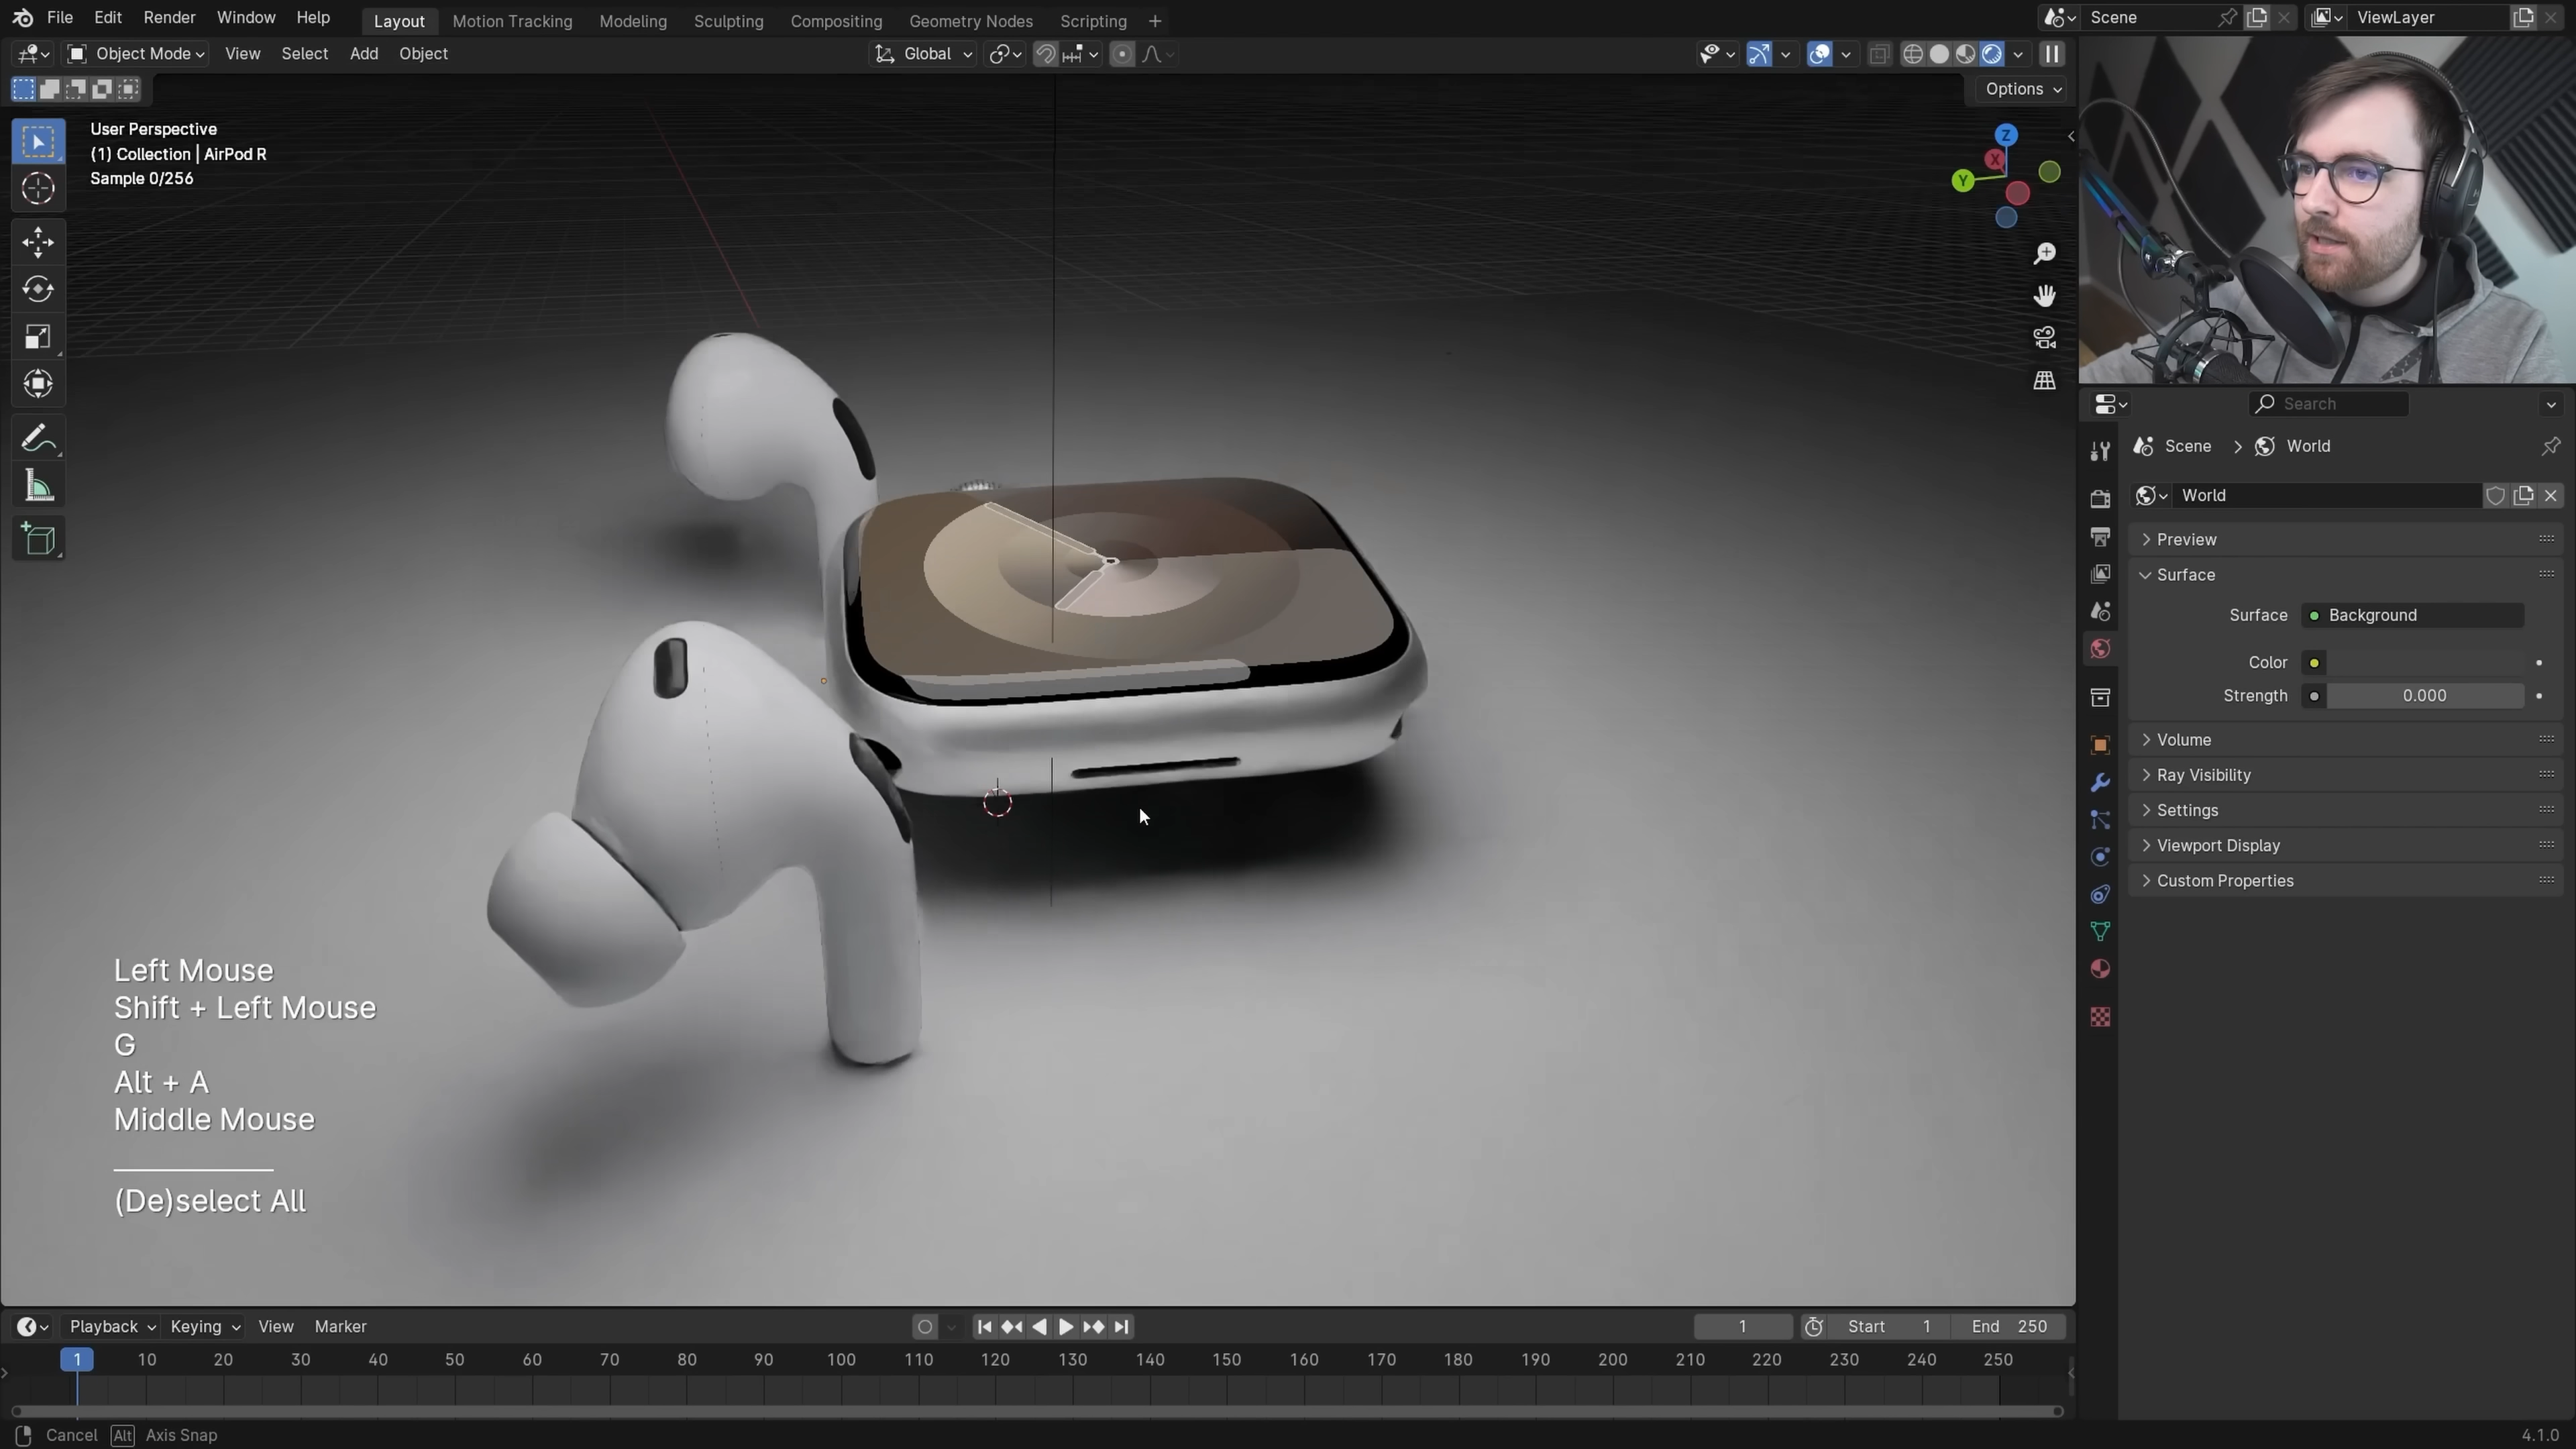 File Edit Render Window Help
Layout Motion Tracking Modeling Sculpting Compositing Geometry Nodes Scripting +
Scene ViewLayer
Object Mode View Select Add Object
Global
Options
User Perspective
(1) Collection | AirPod R
Sample 0/256
Z
X
Y
Search
Scene > World
World
Preview
Surface
Surface Background
Color
Strength 0.000
Volume
Ray Visibility
Settings
Viewport Display
Custom Properties
Left Mouse
Shift + Left Mouse
G
Alt + A
Middle Mouse
(De)select All
Playback Keying View Marker
1 Start 1 End 250
1 10 20 30 40 50 60 70 80 90 100 110 120 130 140 150 160 170 180 190 200 210 220 230 240 250
Cancel Alt Axis Snap
4.1.0